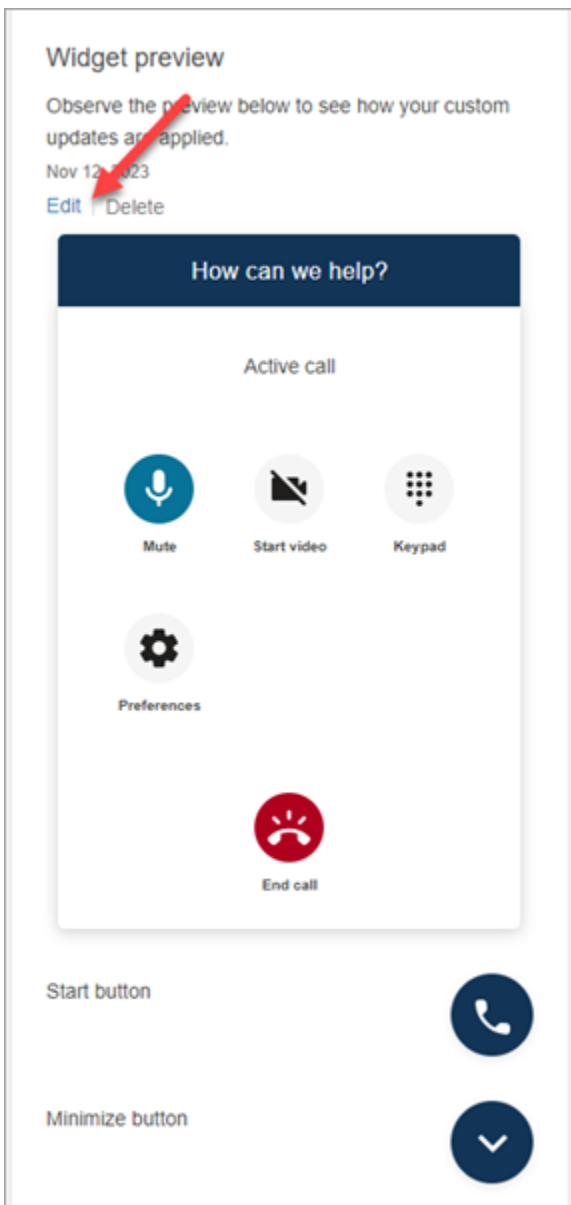 Widget preview
Observe the preview below to see how your custom
updates are applied.
Nov 12, 2023
Edit | Delete
How can we help?
Active call
Mute Start video Keypad
Preferences
End call
Start button
Minimize button